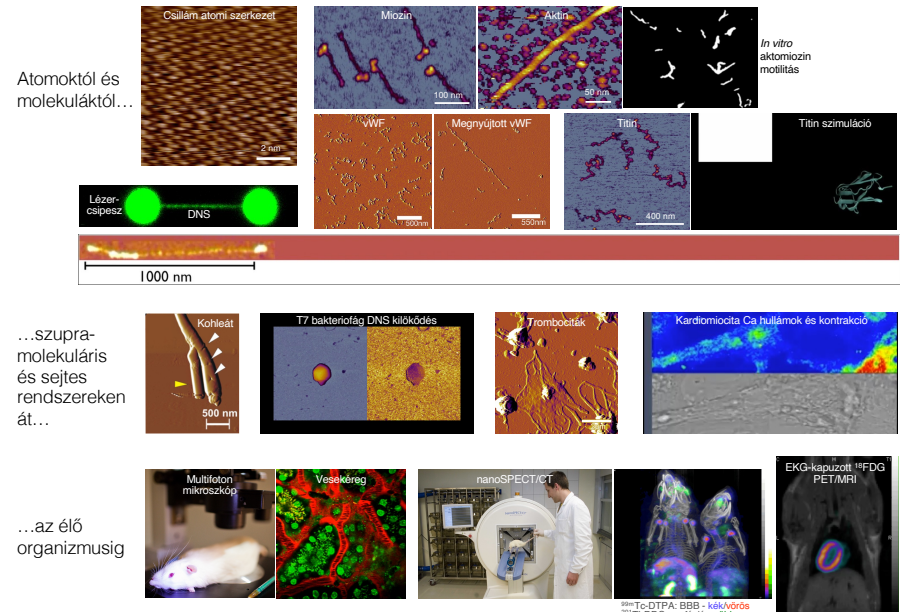 Atomoktól és
molekuláktól…
Csillám atomi szerkezet
2 nm
Miozin
100 nm
Aktin
50 nm
In vitro
aktomiozin
motilitás
vWF
500nm
Megnyújtott vWF
550nm
Titin
400 nm
Titin szimuláció
Lézer-
csipesz
DNS
1000 nm
…szupra-
molekuláris
és sejtes
rendszereken
át…
Kohleát
500 nm
T7 bakteriofág DNS kilökődés
Trombociták
Kardiomiocita Ca hullámok és kontrakció
…az élő
organizmusig
Multifoton
mikroszkóp
Vesekéreg
nanoSPECT/CT
99mTc-DTPA: BBB - kék/vörös
EKG-kapuzott 18FDG
PET/MRI